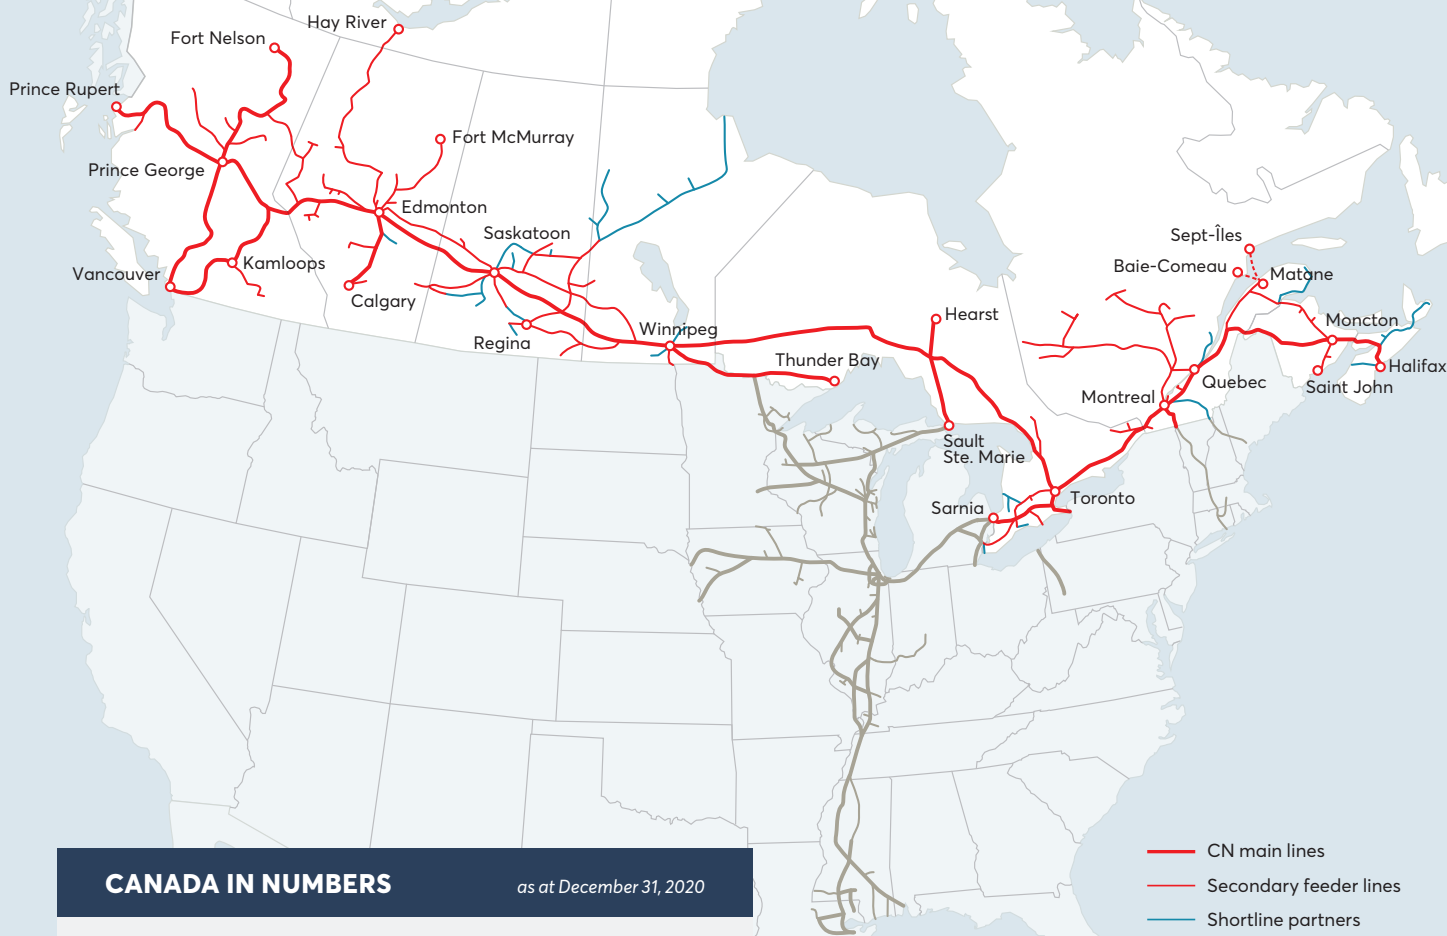 Hay River
Fort Nelson
Prince Rupert
Fort McMurray
Prince George
Edmonton
Saskatoon
Sept-Îles
Baie-Comeau
Matane
Vancouver
Kamloops
Calgary
Hearst
Moncton
Winnipeg
Regina
Thunder Bay
Halifax
Quebec
Saint John
Montreal
Sault
Ste. Marie
Toronto
Sarnia
CANADA IN NUMBERS
as at December 31, 2020
CN main lines
Secondary feeder lines
Shortline partners